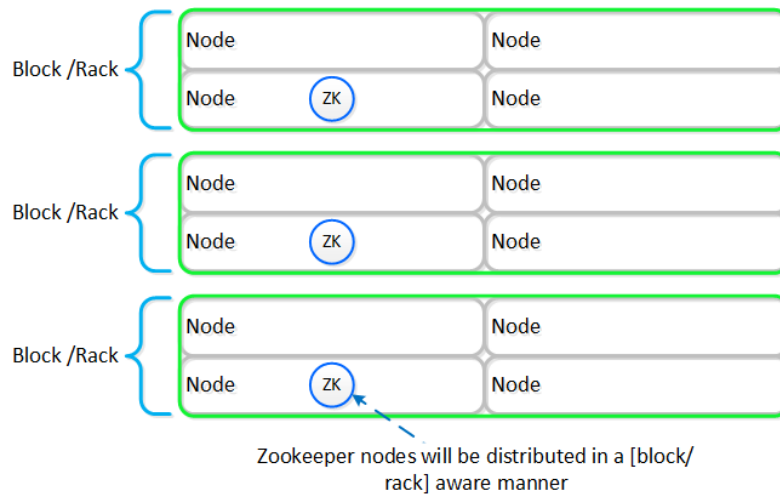 Node Node
Block /Rack
Node ZK Node
Node Node
Block /Rack
Node ZK Node
Node Node
Block /Rack
Node ZK Node
Zookeeper nodes will be distributed in a [block/
rack] aware manner